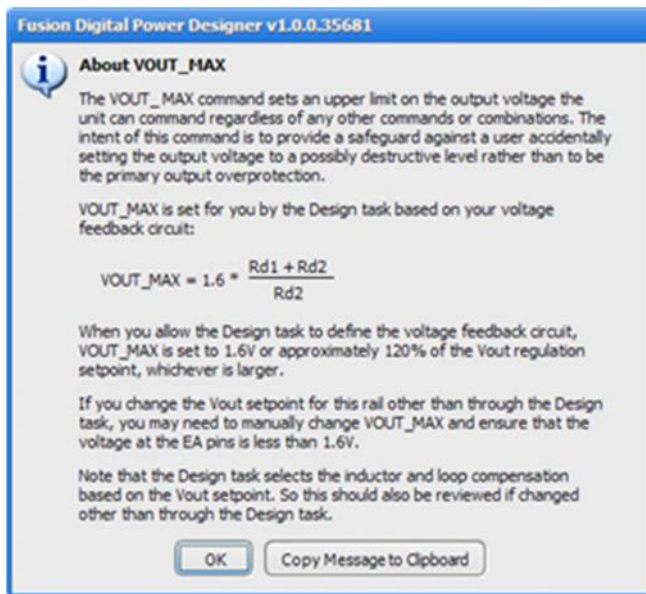 Fusion Digital Power Designer v1.0.0.35681
About VOUT_MAX
The VOUT_ MAX command sets an upper limit on the output voltage the
unit can command regardless of any other commands or combinations. The
intent of this command is to provide a safeguard against a user accidentally
setting the output voltage to a possibly destructive level rather than to be
the primary output overprotection.
VOUT_MAX is set for you by the Design task based on your voltage
feedback circuit:
VOUT_MAX = 1.6 * Rd1 + Rd2
Rd2
When you allow the Design task to define the voltage feedback circuit,
VOUT_MAX is set to 1.6V or approximately 120% of the Vout regulation
setpoint, whichever is larger.
If you change the Vout setpoint for this rail other than through the Design
task, you may need to manually change VOUT_MAX and ensure that the
voltage at the EA pins is less than 1.6V.
Note that the Design task selects the inductor and loop compensation
based on the Vout setpoint. So this should also be reviewed if changed
other than through the Design task.
OK Copy Message to Clipboard